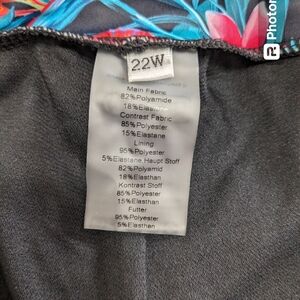 22W
Main Fabric
82%Polyamide
18%Elastane
Contrast Fabric
85%Polyester
15%Elastane
Lining
95%Polyester
5%Elastane.Haupt Stoff
82%Polyamid
18%Elasthan
Kontrast Stoff
85%Polyester
15%Elasthan
Futter
95%Polyester
5%Elasthan
Photor